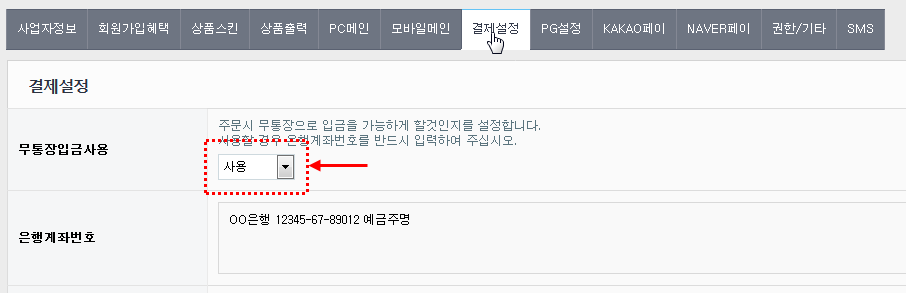 사업자정보 회원가입혜택 상품스킨 상품출력 PC메인 모바일메인 결제설정 PG설정 KAKAO페이 NAVER페이 권한/기타 SMS
결제설정
주문시 무통장으로 입금을 가능하게 할것인지를 설정합니다.
사용할 경우 은행계좌번호를 반드시 입력하여 주십시오.
무통장입금사용
사용
OO은행 12345-67-89012 예금주명
은행계좌번호